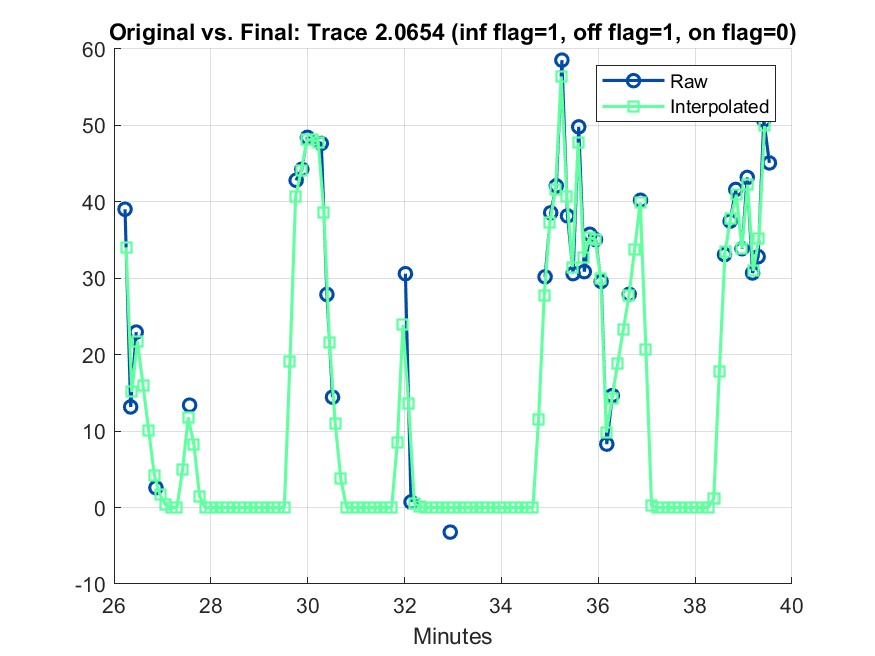 Original vs. Final: Trace 2.0654 (inf flag=1, off flag=1, on flag=0)
60
50
40
30
20
10
0
-10
Raw
Interpolated
26 28 30 32 34 36 38 40
Minutes